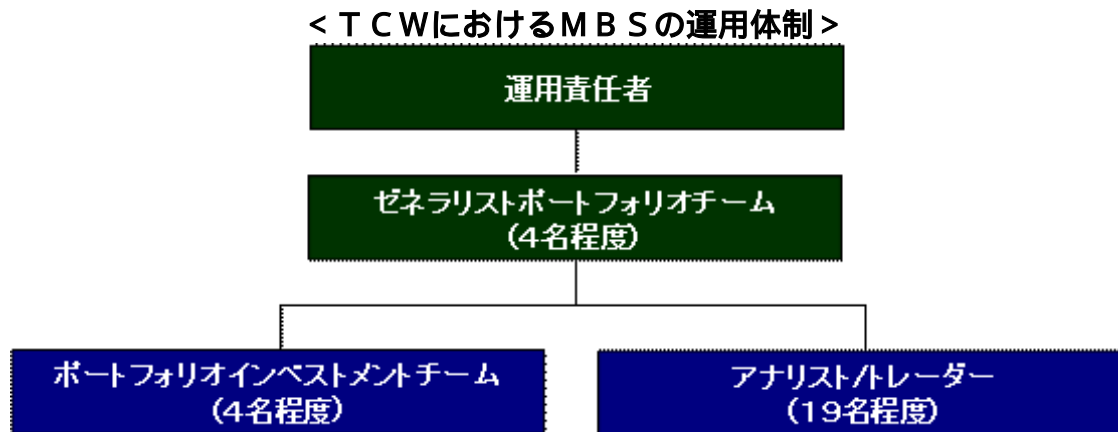 <ＴＣＷにおけるＭＢＳの運用体制>
運用責任者
ゼネラリストポートフォリオチーム
(4名程度)
ポートフォリオインベストメントチーム
(4名程度)
アナリスト/トレーダー
(19名程度)